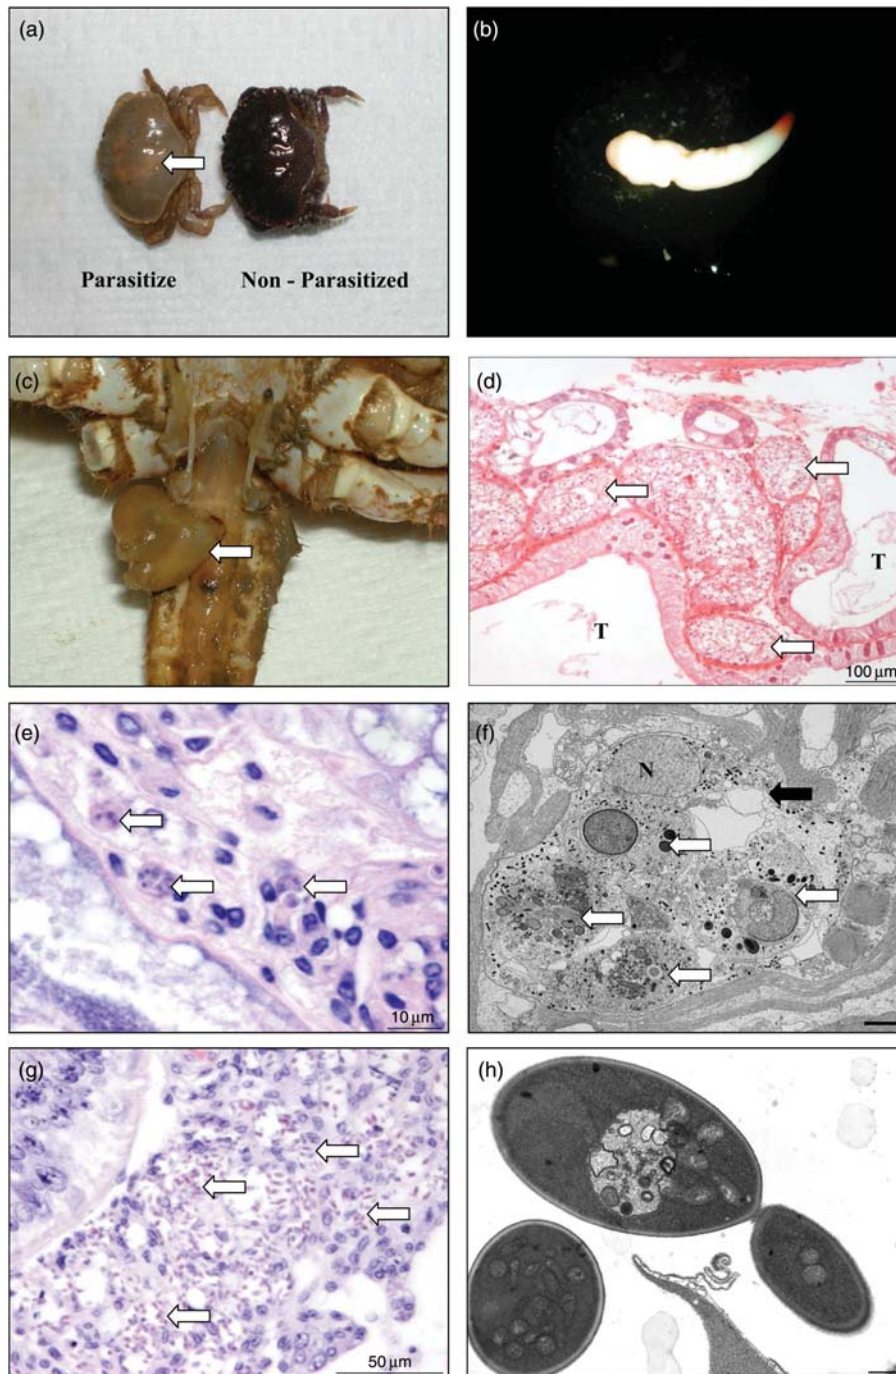 (a)
Parasitize
Non - Parasitized
(b)
(c)
(d)
T
T
100 µm
(e)
10 µm
(f)
N
(g)
50 µm
(h)